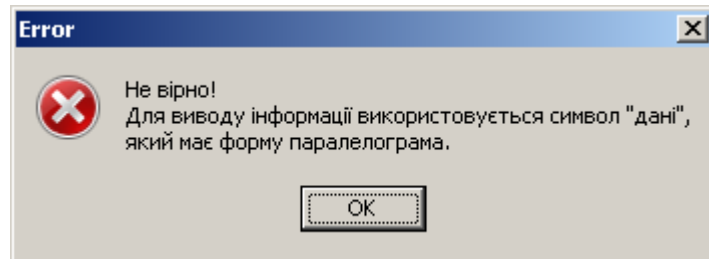 Error
Не вірно!
Для виводу інформації використовується символ "дані",
який має форму паралелограма.
OK